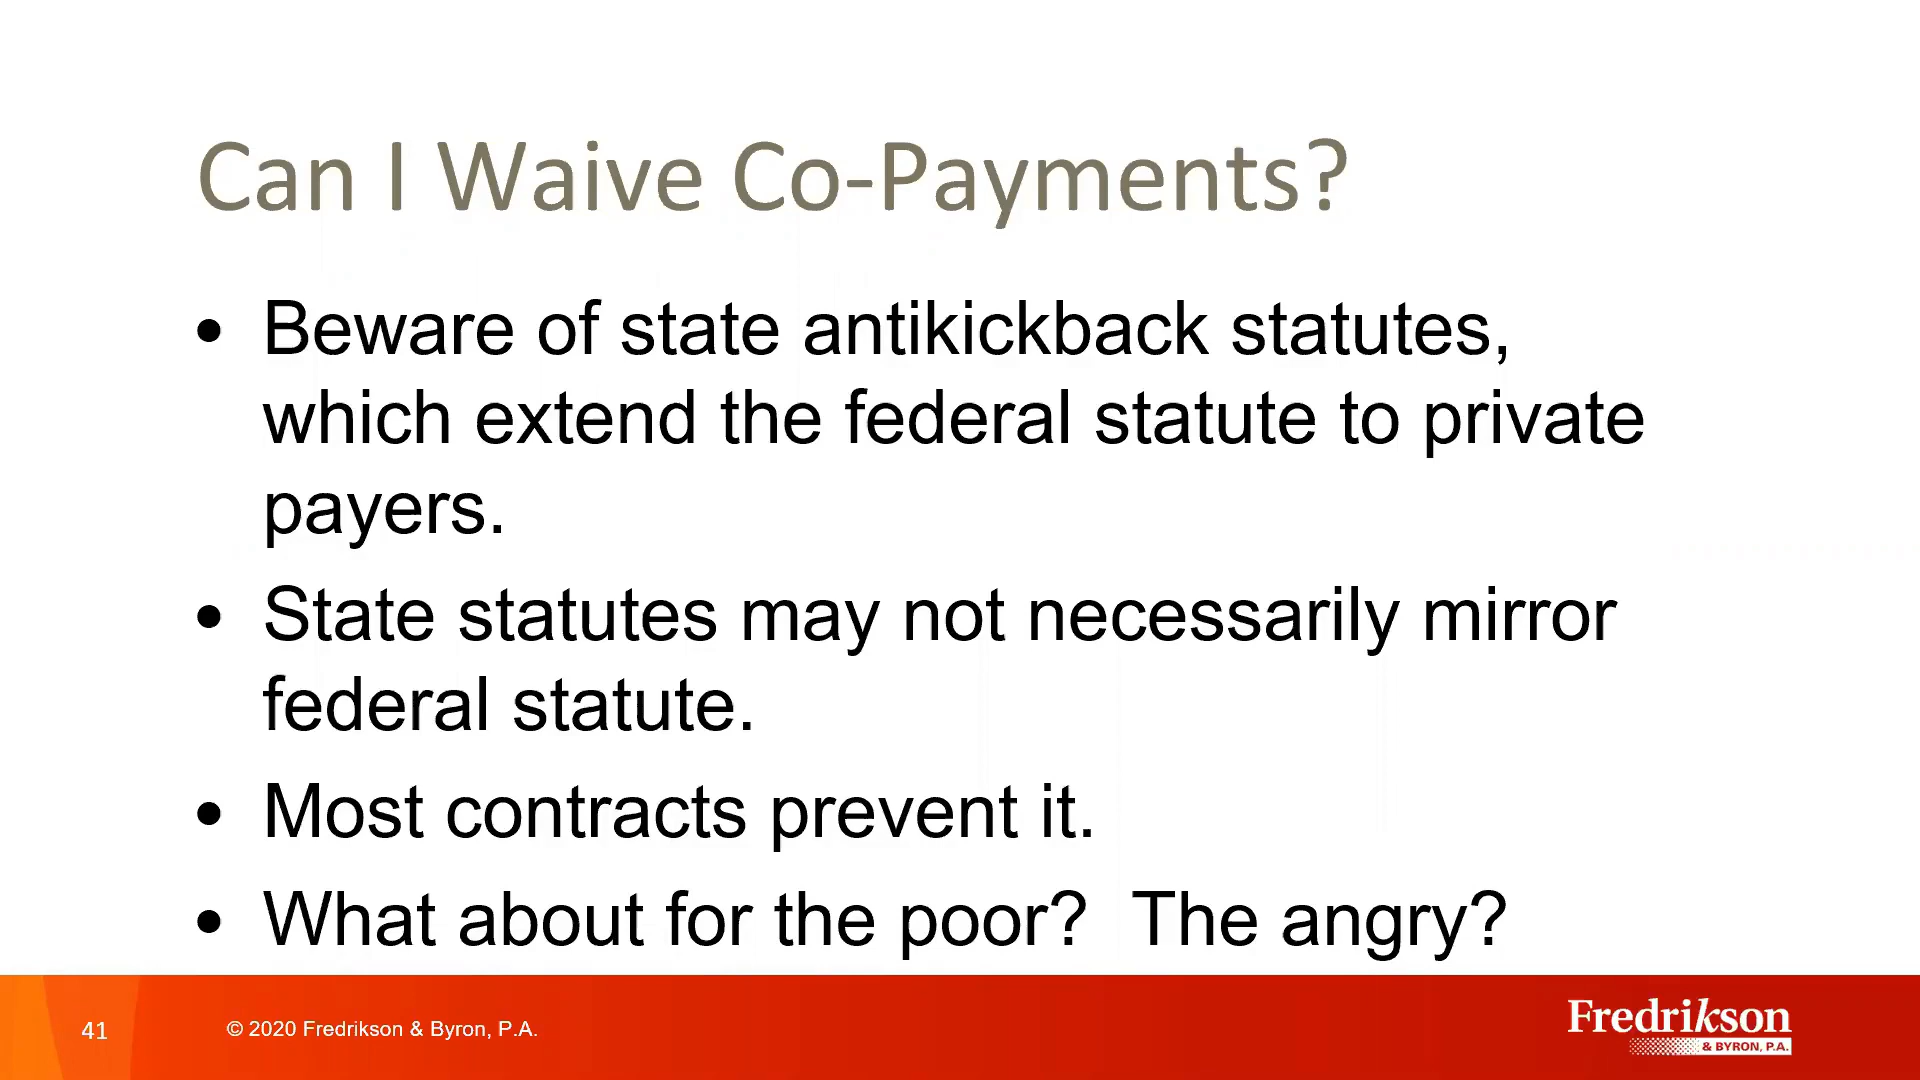 Can I Waive Co-Payments?
• Beware of state antikickback statutes,
which extend the federal statute to private
payers.
• State statutes may not necessarily mirror
federal statute.
• Most contracts prevent it.
• What about for the poor?  The angry?
41
© 2020 Fredrikson & Byron, P.A.
Fredrikson
& BYRON, P.A.